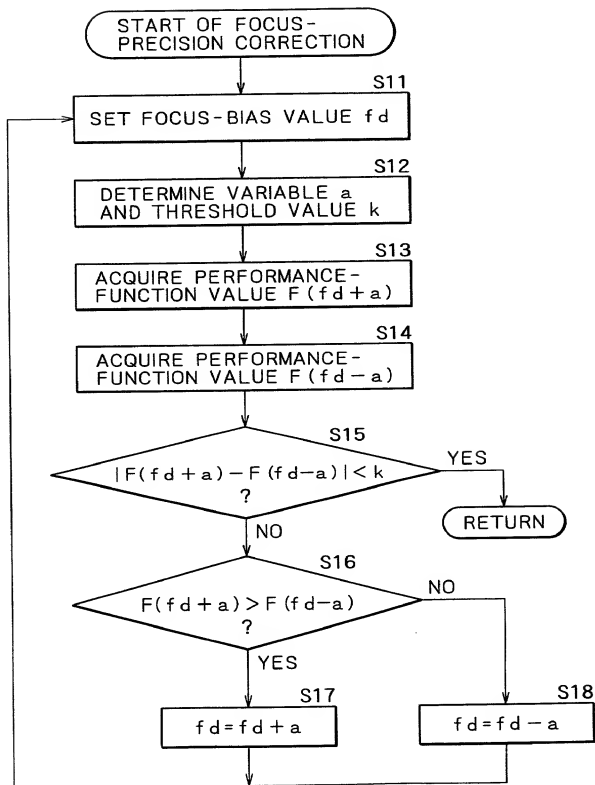 START OF FOCUS-
PRECISION CORRECTION
S11
SET FOCUS-BIAS VALUE fd
S12
DETERMINE VARIABLE a
AND THRESHOLD VALUE k
S13
ACQUIRE PERFORMANCE-
FUNCTION VALUE F(fd+a)
S14
ACQUIRE PERFORMANCE-
FUNCTION VALUE F(fd-a)
S15
|F(fd+a)-F(fd-a)|<k
?
YES
RETURN
NO
S16
F(fd+a)>F(fd-a)
?
NO
YES
S17
fd=fd+a
S18
fd=fd-a